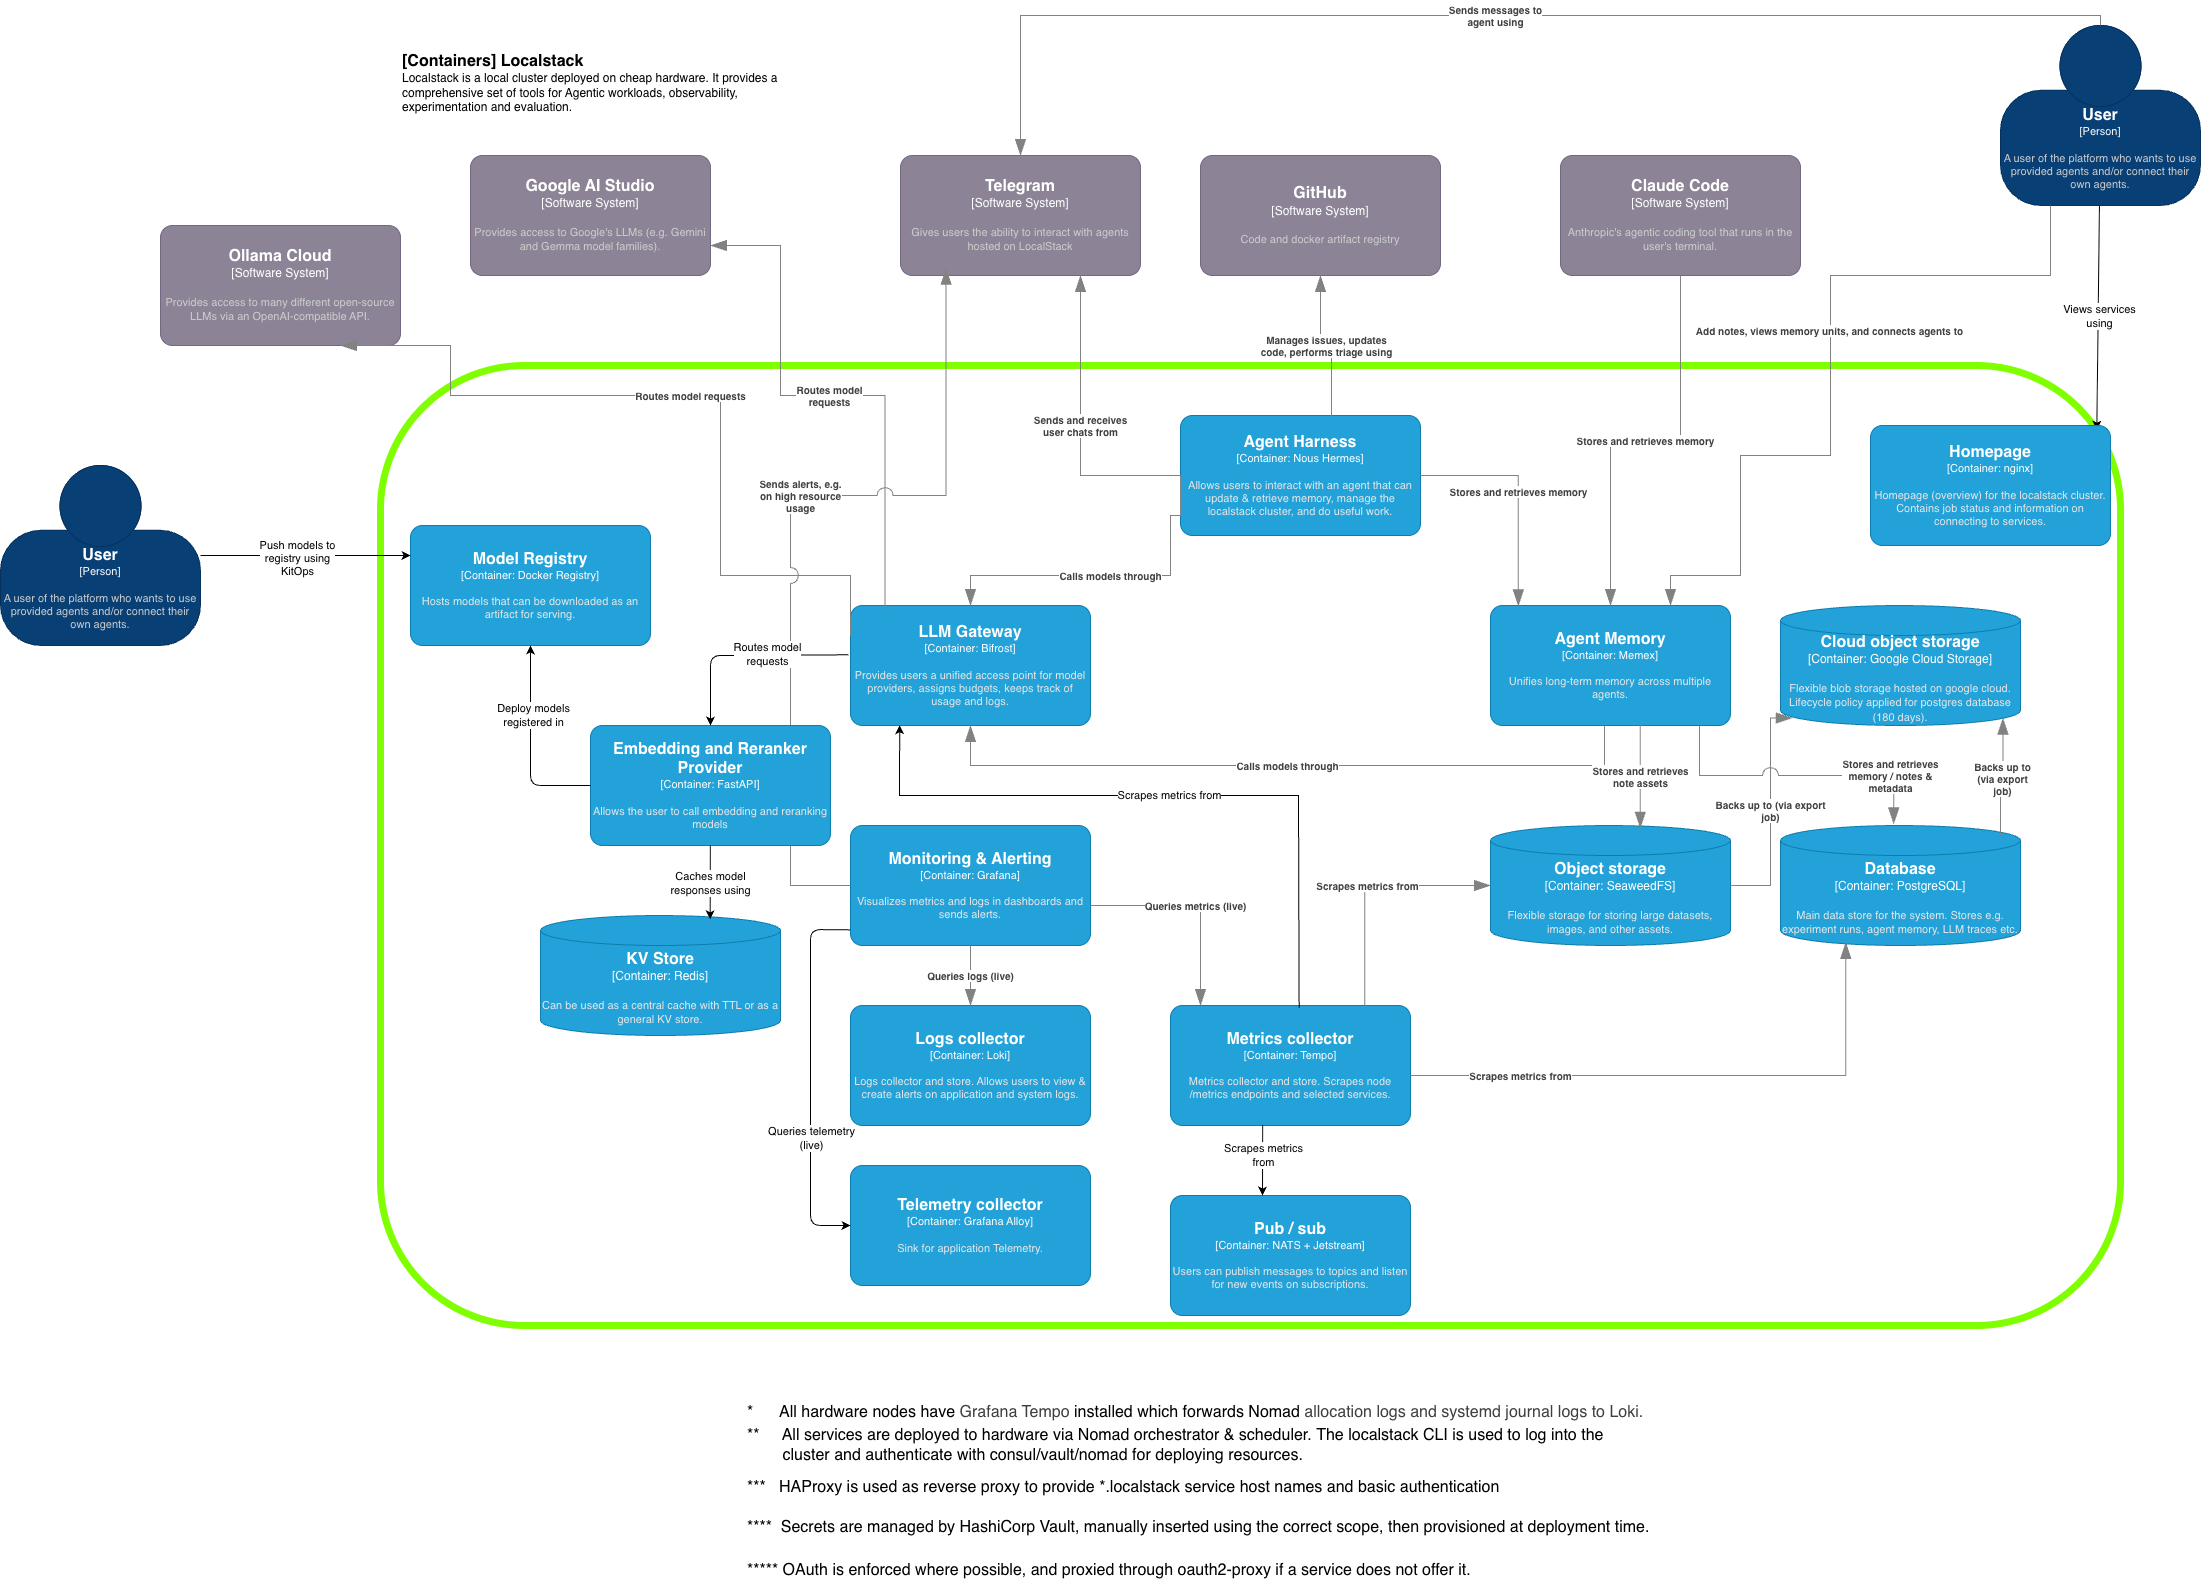 Sends messages to
agent using
[Containers] Localstack
Localstack is a local cluster deployed on cheap hardware. It provides a
comprehensive set of tools for Agentic workloads, observability,
experimentation and evaluation.
User
[Person]
A user of the platform who wants to use
provided agents and/or connect their
own agents.
Google AI Studio
[Software System]
Provides access to Google's LLMs (e.g. Gemini
and Gemma model families).
Telegram
[Software System]
Gives users the ability to interact with agents
hosted on LocalStack
GitHub
[Software System]
Code and docker artifact registry
Claude Code
[Software System]
Anthropic's agentic coding tool that runs in the
user's terminal.
Ollama Cloud
[Software System]
Provides access to many different open-source
LLMs via an OpenAI-compatible API.
Views services
using
Add notes, views memory units, and connects agents to
Manages issues, updates
code, performs triage using
Routes model requests
Routes model
requests
Sends and receives
user chats from
Stores and retrieves memory
Agent Harness
[Container: Nous Hermes]
Allows users to interact with an agent that can
update & retrieve memory, manage the
localstack cluster, and do useful work.
Homepage
[Container: nginx]
Homepage (overview) for the localstack cluster.
Contains job status and information on
connecting to services.
Sends alerts, e.g.
on high resource
usage
Stores and retrieves memory
User
[Person]
A user of the platform who wants to use
provided agents and/or connect their
own agents.
Push models to
registry using
KitOps
Model Registry
[Container: Docker Registry]
Hosts models that can be downloaded as an
artifact for serving.
Calls models through
LLM Gateway
[Container: Bifrost]
Provides users a unified access point for model
providers, assigns budgets, keeps track of
usage and logs.
Agent Memory
[Container: Memex]
Unifies long-term memory across multiple
agents.
Cloud object storage
[Container: Google Cloud Storage]
Flexible blob storage hosted on google cloud.
Lifecycle policy applied for postgres database
(180 days).
Routes model
requests
Deploy models
registered in
Embedding and Reranker
Provider
[Container: FastAPI]
Allows the user to call embedding and reranking
models
Calls models through
Stores and retrieves
note assets
Stores and retrieves
memory / notes &
metadata
Backs up to
(via export
job)
Scrapes metrics from
Backs up to (via export
job)
Monitoring & Alerting
[Container: Grafana]
Visualizes metrics and logs in dashboards and
sends alerts.
Caches model
responses using
Scrapes metrics from
Object storage
[Container: SeaweedFS]
Flexible storage for storing large datasets,
images, and other assets.
Database
[Container: PostgreSQL]
Main data store for the system. Stores e.g.
experiment runs, agent memory, LLM traces etc.
Queries metrics (live)
KV Store
[Container: Redis]
Can be used as a central cache with TTL or as a
general KV store.
Queries logs (live)
Logs collector
[Container: Loki]
Logs collector and store. Allows users to view &
create alerts on application and system logs.
Metrics collector
[Container: Tempo]
Metrics collector and store. Scrapes node
/metrics endpoints and selected services.
Scrapes metrics from
Queries telemetry
(live)
Scrapes metrics
from
Telemetry collector
[Container: Grafana Alloy]
Sink for application Telemetry.
Pub / sub
[Container: NATS + Jetstream]
Users can publish messages to topics and listen
for new events on subscriptions.
* All hardware nodes have Grafana Tempo installed which forwards Nomad allocation logs and systemd journal logs to Loki.
** All services are deployed to hardware via Nomad orchestrator & scheduler. The localstack CLI is used to log into the
cluster and authenticate with consul/vault/nomad for deploying resources.
*** HAProxy is used as reverse proxy to provide *.localstack service host names and basic authentication
**** Secrets are managed by HashiCorp Vault, manually inserted using the correct scope, then provisioned at deployment time.
***** OAuth is enforced where possible, and proxied through oauth2-proxy if a service does not offer it.